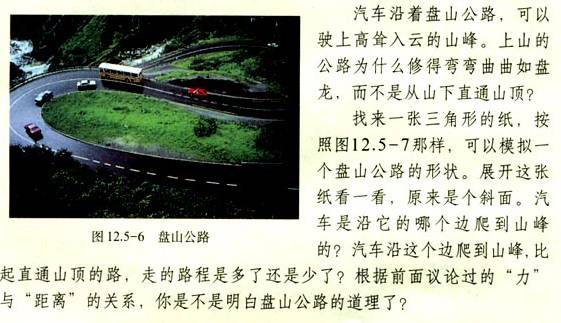 汽车沿着盘山公路，可以
驶上高耸入云的山峰。上山的
公路为什么修得弯弯曲曲如盘
龙，而不是从山下直通山顶？
找来一张三角形的纸，按
照图12.5-7那样，可以模拟一
个盘山公路的形状。展开这张
纸看一看，原来是个斜面。汽
车是沿它的哪个边爬到山峰
的？汽车沿这个边爬到山峰，比
起直通山顶的路，走的路程是多了还是少了？根据前面议论过的“力”
与“距离”的关系，你是不是明白盘山公路的道理了？
图12.5-6 盘山公路